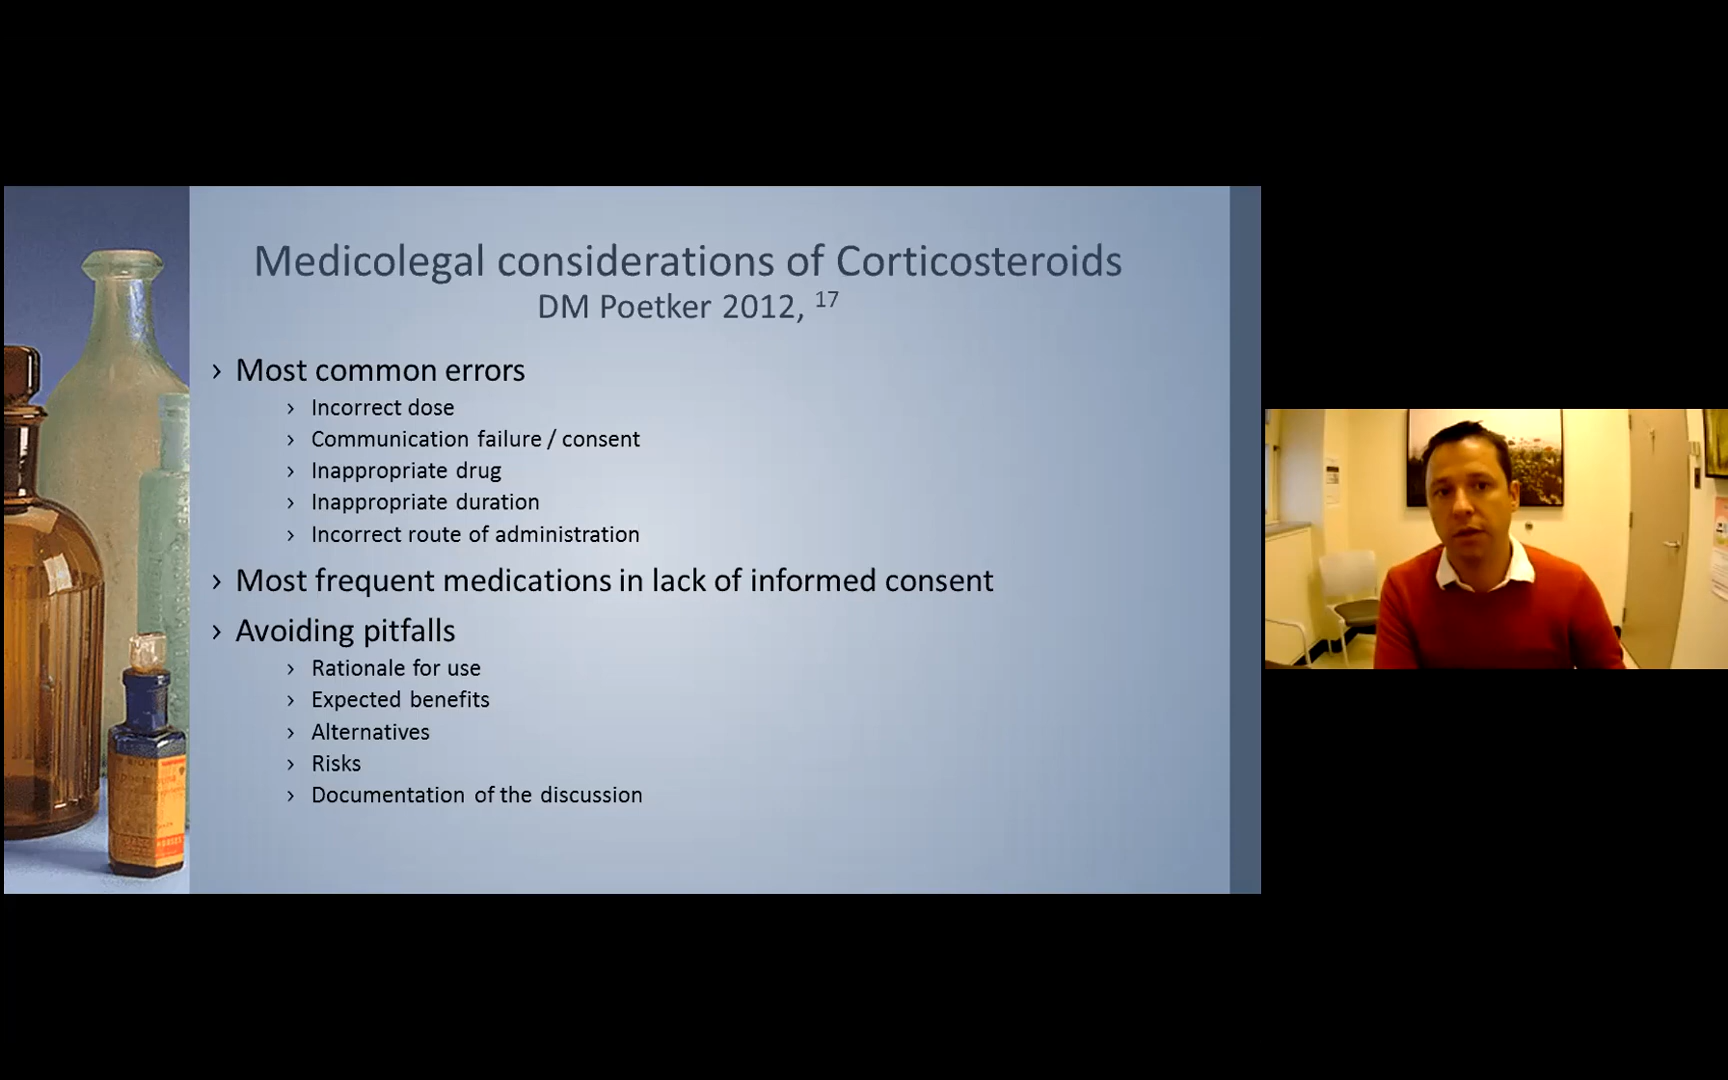 Medicolegal considerations of Corticosteroids
DM Poetker 2012, 17
› Most common errors
› Incorrect dose
› Communication failure / consent
› Inappropriate drug
› Inappropriate duration
› Incorrect route of administration
› Most frequent medications in lack of informed consent
› Avoiding pitfalls
› Rationale for use
› Expected benefits
› Alternatives
› Risks
› Documentation of the discussion